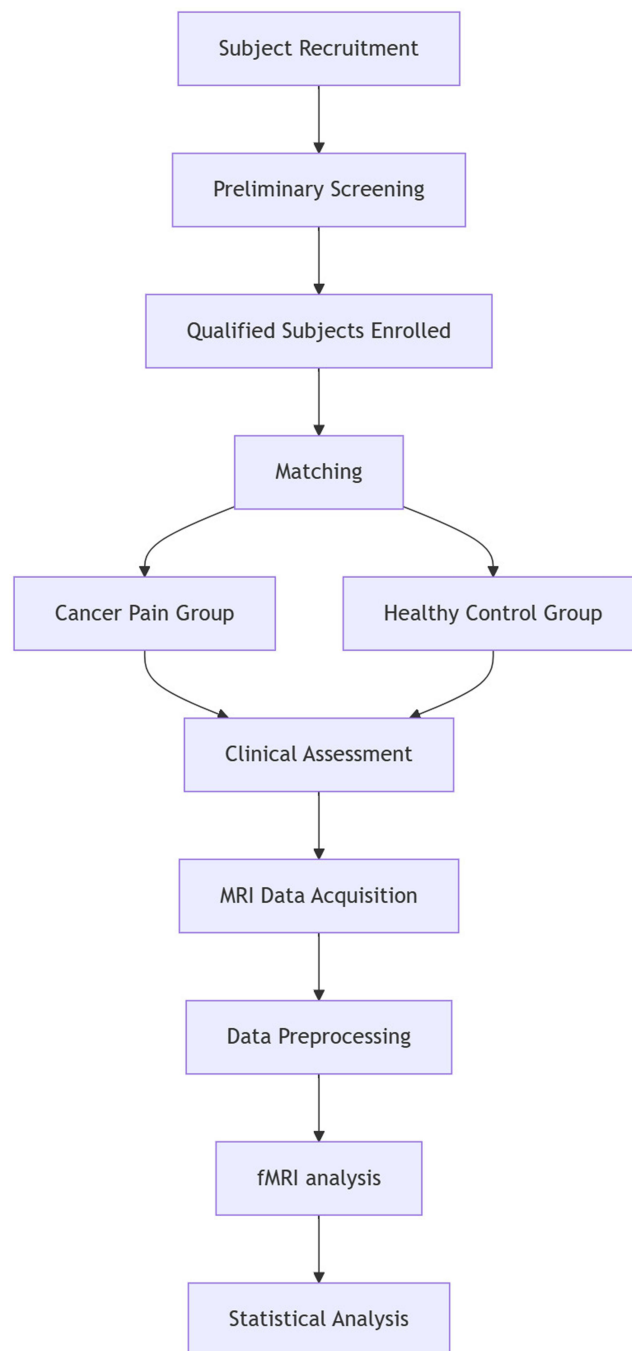 Subject Recruitment
Preliminary Screening
Qualified Subjects Enrolled
Matching
Cancer Pain Group
Healthy Control Group
Clinical Assessment
MRI Data Acquisition
Data Preprocessing
fMRI analysis
Statistical Analysis